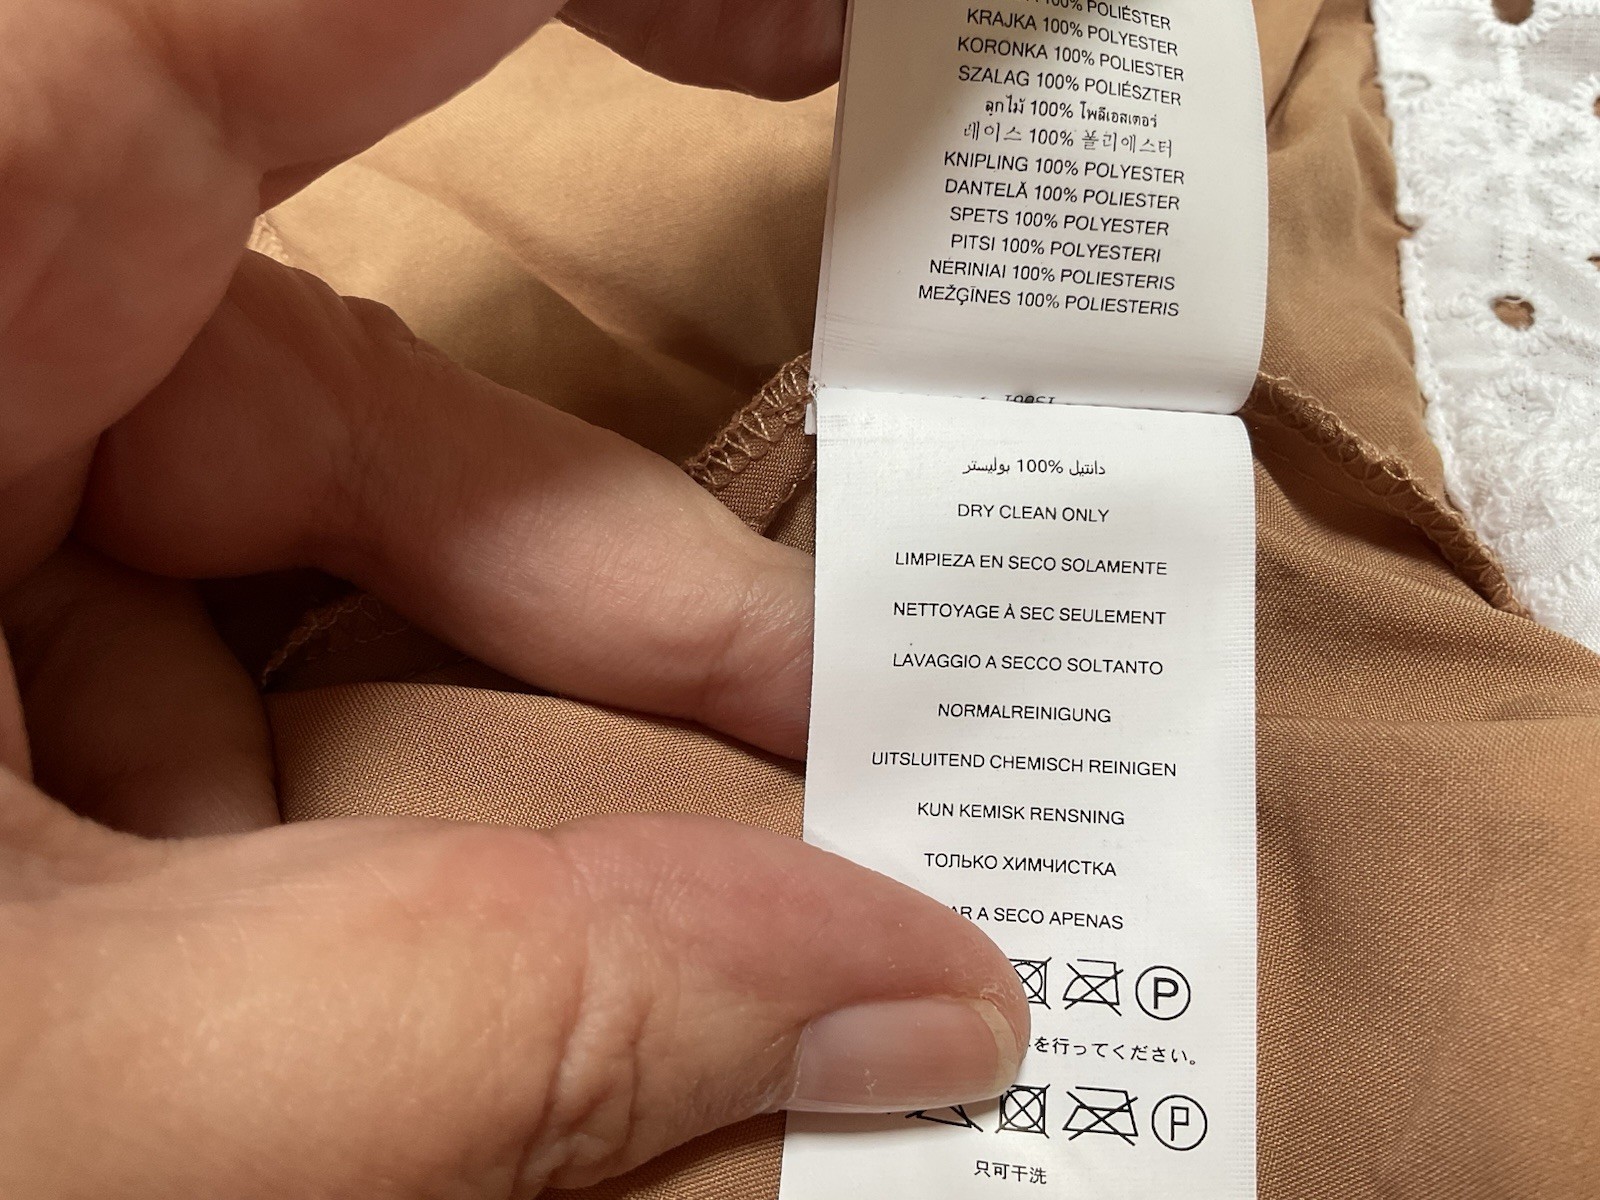 100% POLIÉSTER
KRAJKA 100% POLYESTER
KORONKA 100% POLIESTER
SZALAG 100% POLIÉSZTER
ลูกไม้ 100% โพลีเอสเตอร์
레이스 100% 폴리에스터
KNIPLING 100% POLYESTER
DANTELĂ 100% POLIESTER
SPETS 100% POLYESTER
PITSI 100% POLYESTERI
NĖRINIAI 100% POLIESTERIS
MEŽĢĪNES 100% POLIESTERIS
دانتيل 100% بوليستر
DRY CLEAN ONLY
LIMPIEZA EN SECO SOLAMENTE
NETTOYAGE À SEC SEULEMENT
LAVAGGIO A SECCO SOLTANTO
NORMALREINIGUNG
UITSLUITEND CHEMISCH REINIGEN
KUN KEMISK RENSNING
ТОЛЬКО ХИМЧИСТКА
A SECO APENAS
P
を行ってください。
P
只可干洗